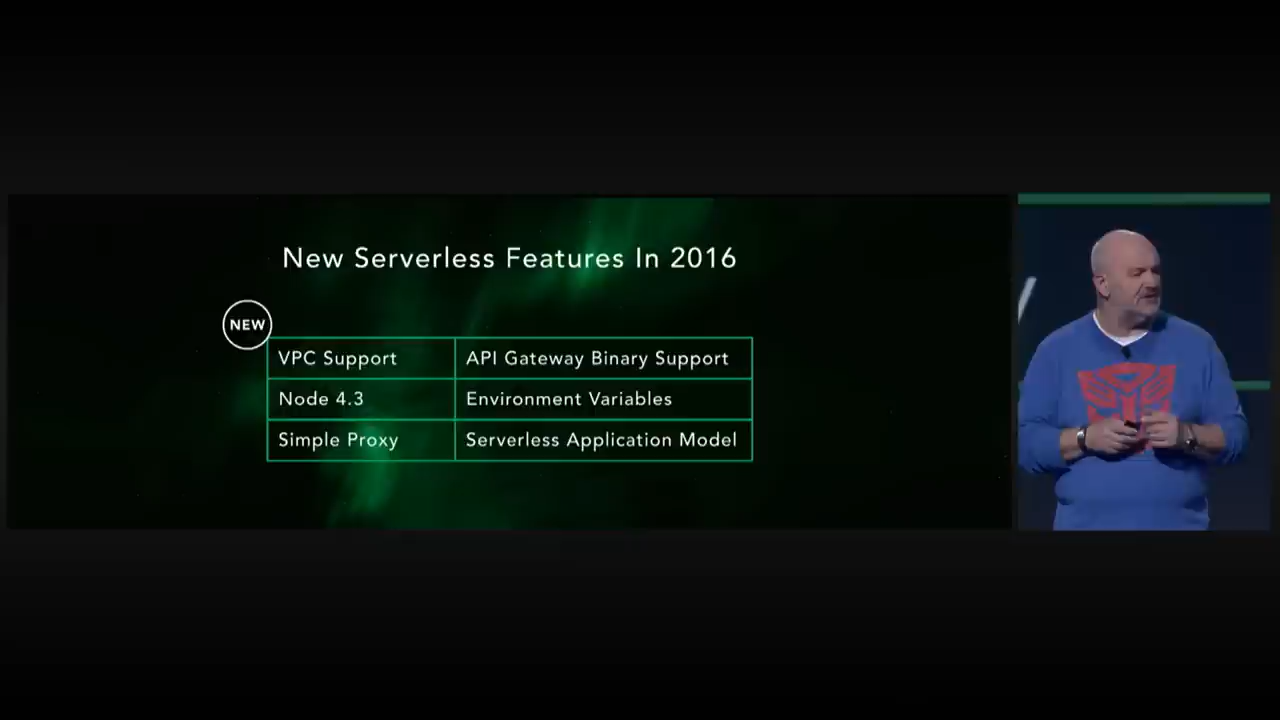 New Serverless Features In 2016
NEW
VPC Support
API Gateway Binary Support
Node 4.3
Environment Variables
Simple Proxy
Serverless Application Model